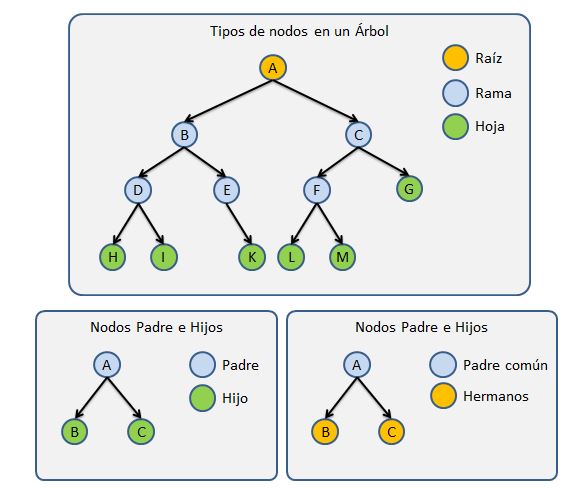 Tipos de nodos en un Árbol
Raíz
A
Rama
B
C
Hoja
D
E
F
G
H
I
K
L
M
Nodos Padre e Hijos
A
Padre
Hijo
B
C
Nodos Padre e Hijos
A
Padre común
Hermanos
B
C